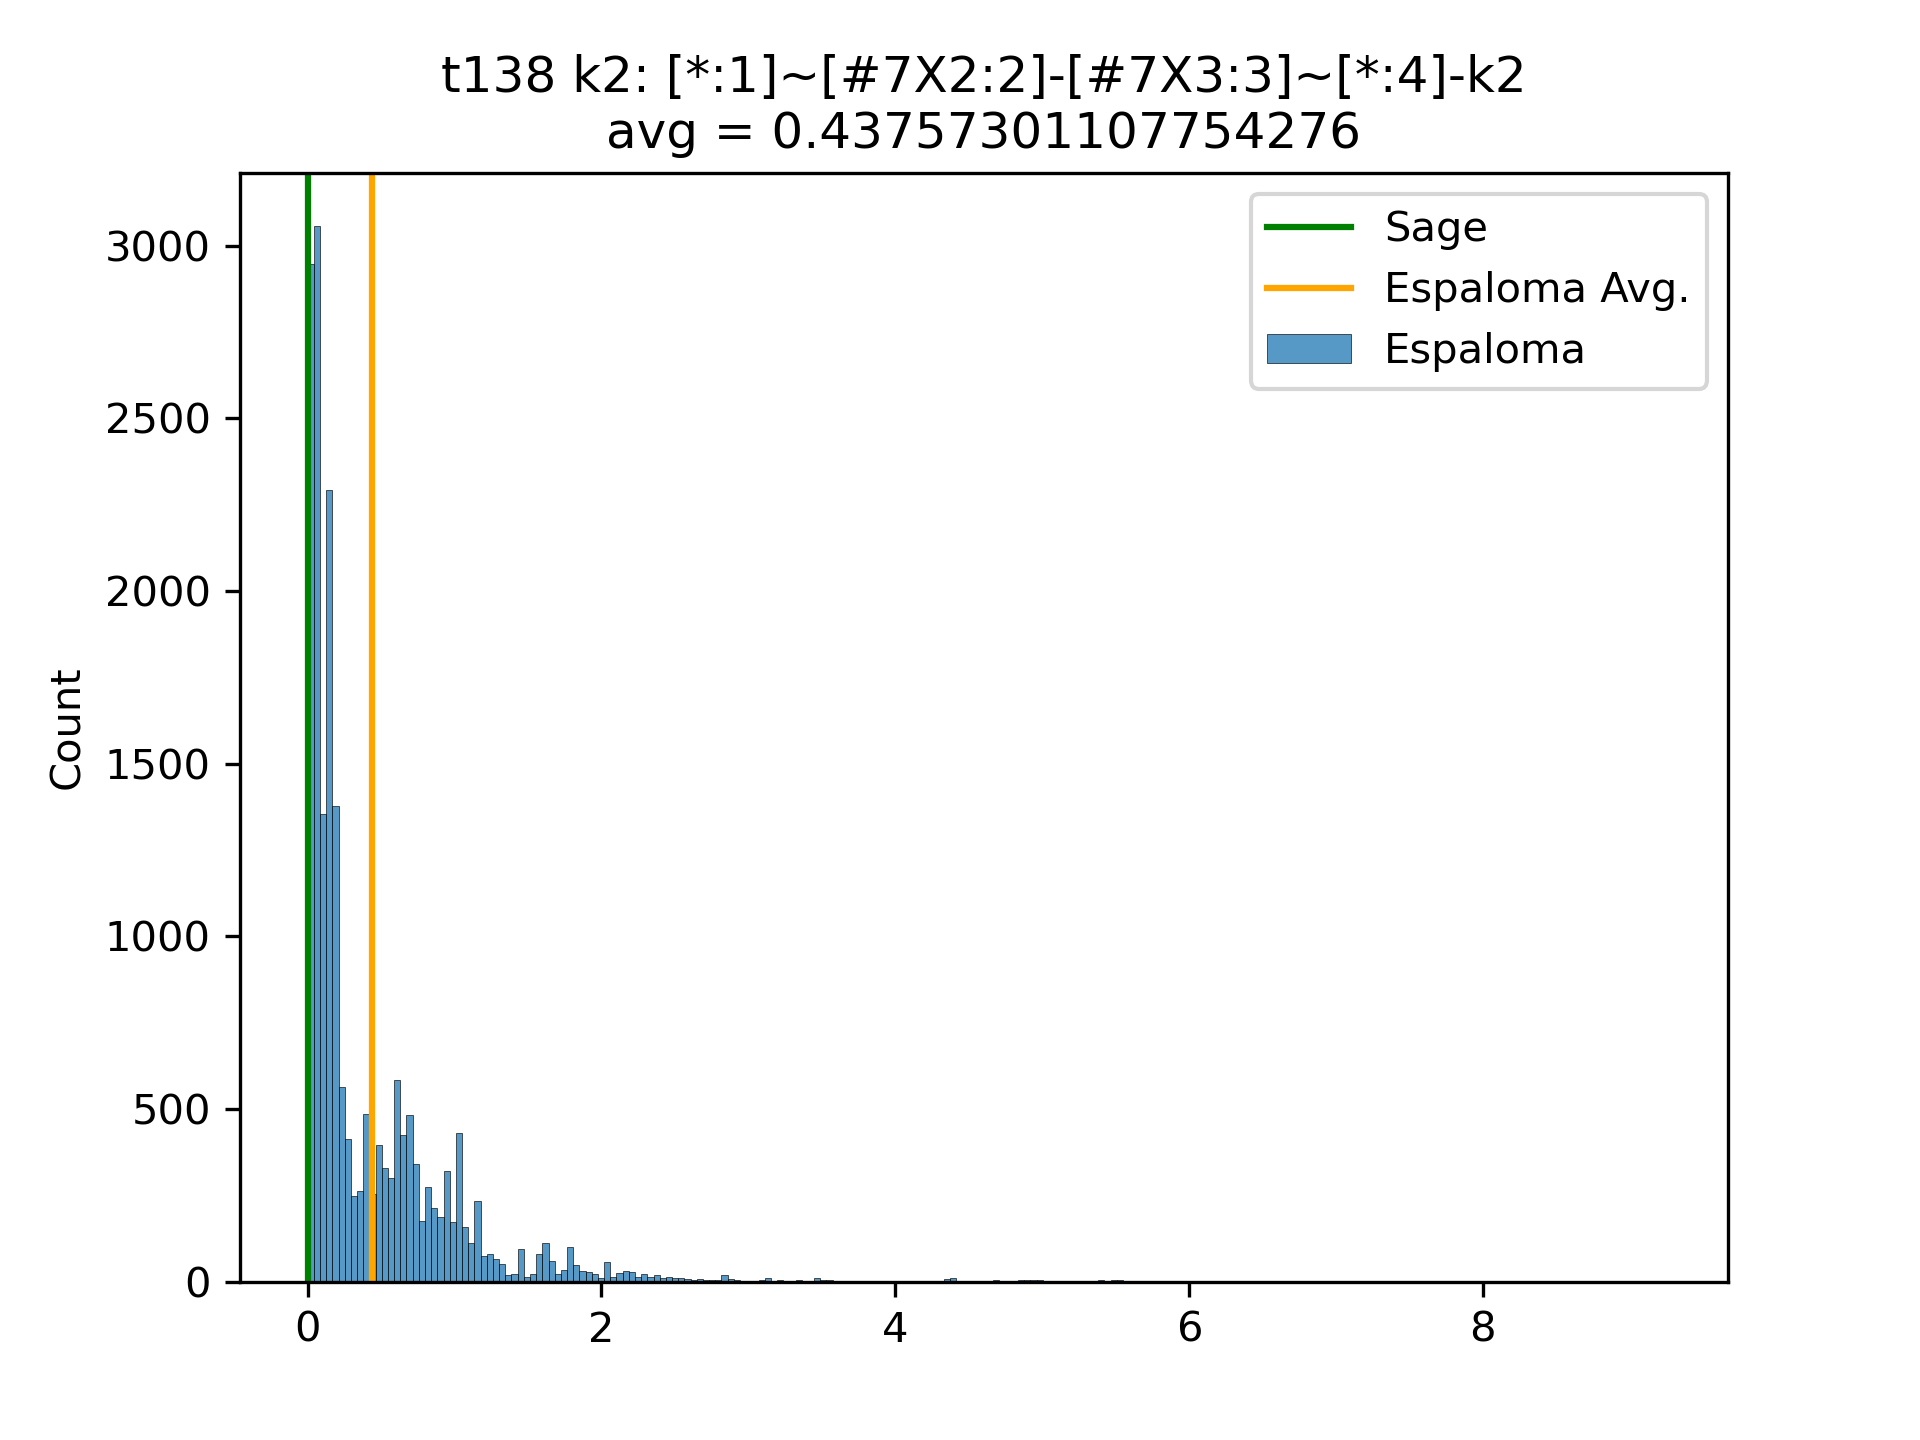 t138 k2: [*:1]~[#7X2:2]-[#7X3:3]~[*:4]-k2
avg = 0.43757301107754276
Sage
Espaloma Avg.
Espaloma
Count
3000
2500
2000
1500
1000
500
0
0 2 4 6 8